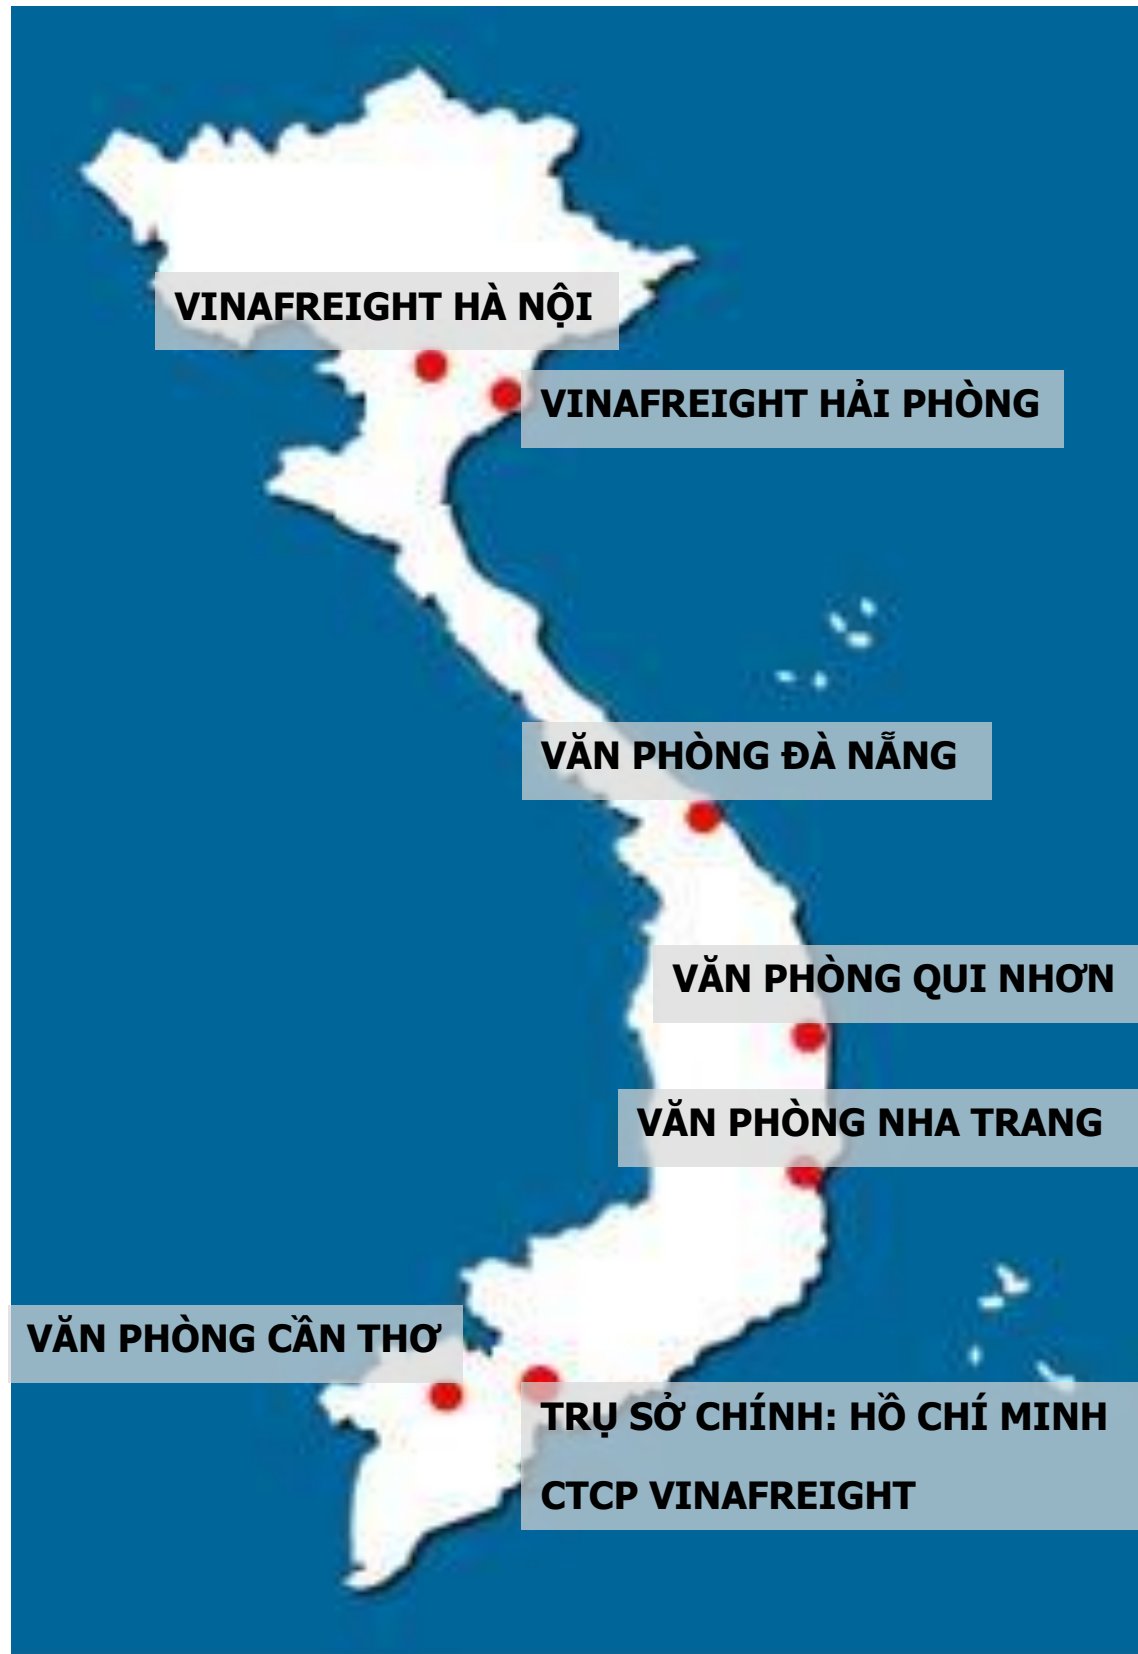 VINAFREIGHT HÀ NỘI
VINAFREIGHT HẢI PHÒNG
VĂN PHÒNG ĐÀ NẴNG
VĂN PHÒNG QUI NHƠN
VĂN PHÒNG NHA TRANG
VĂN PHÒNG CẦN THƠ
TRỤ SỞ CHÍNH: HỒ CHÍ MINH
CTCP VINAFREIGHT